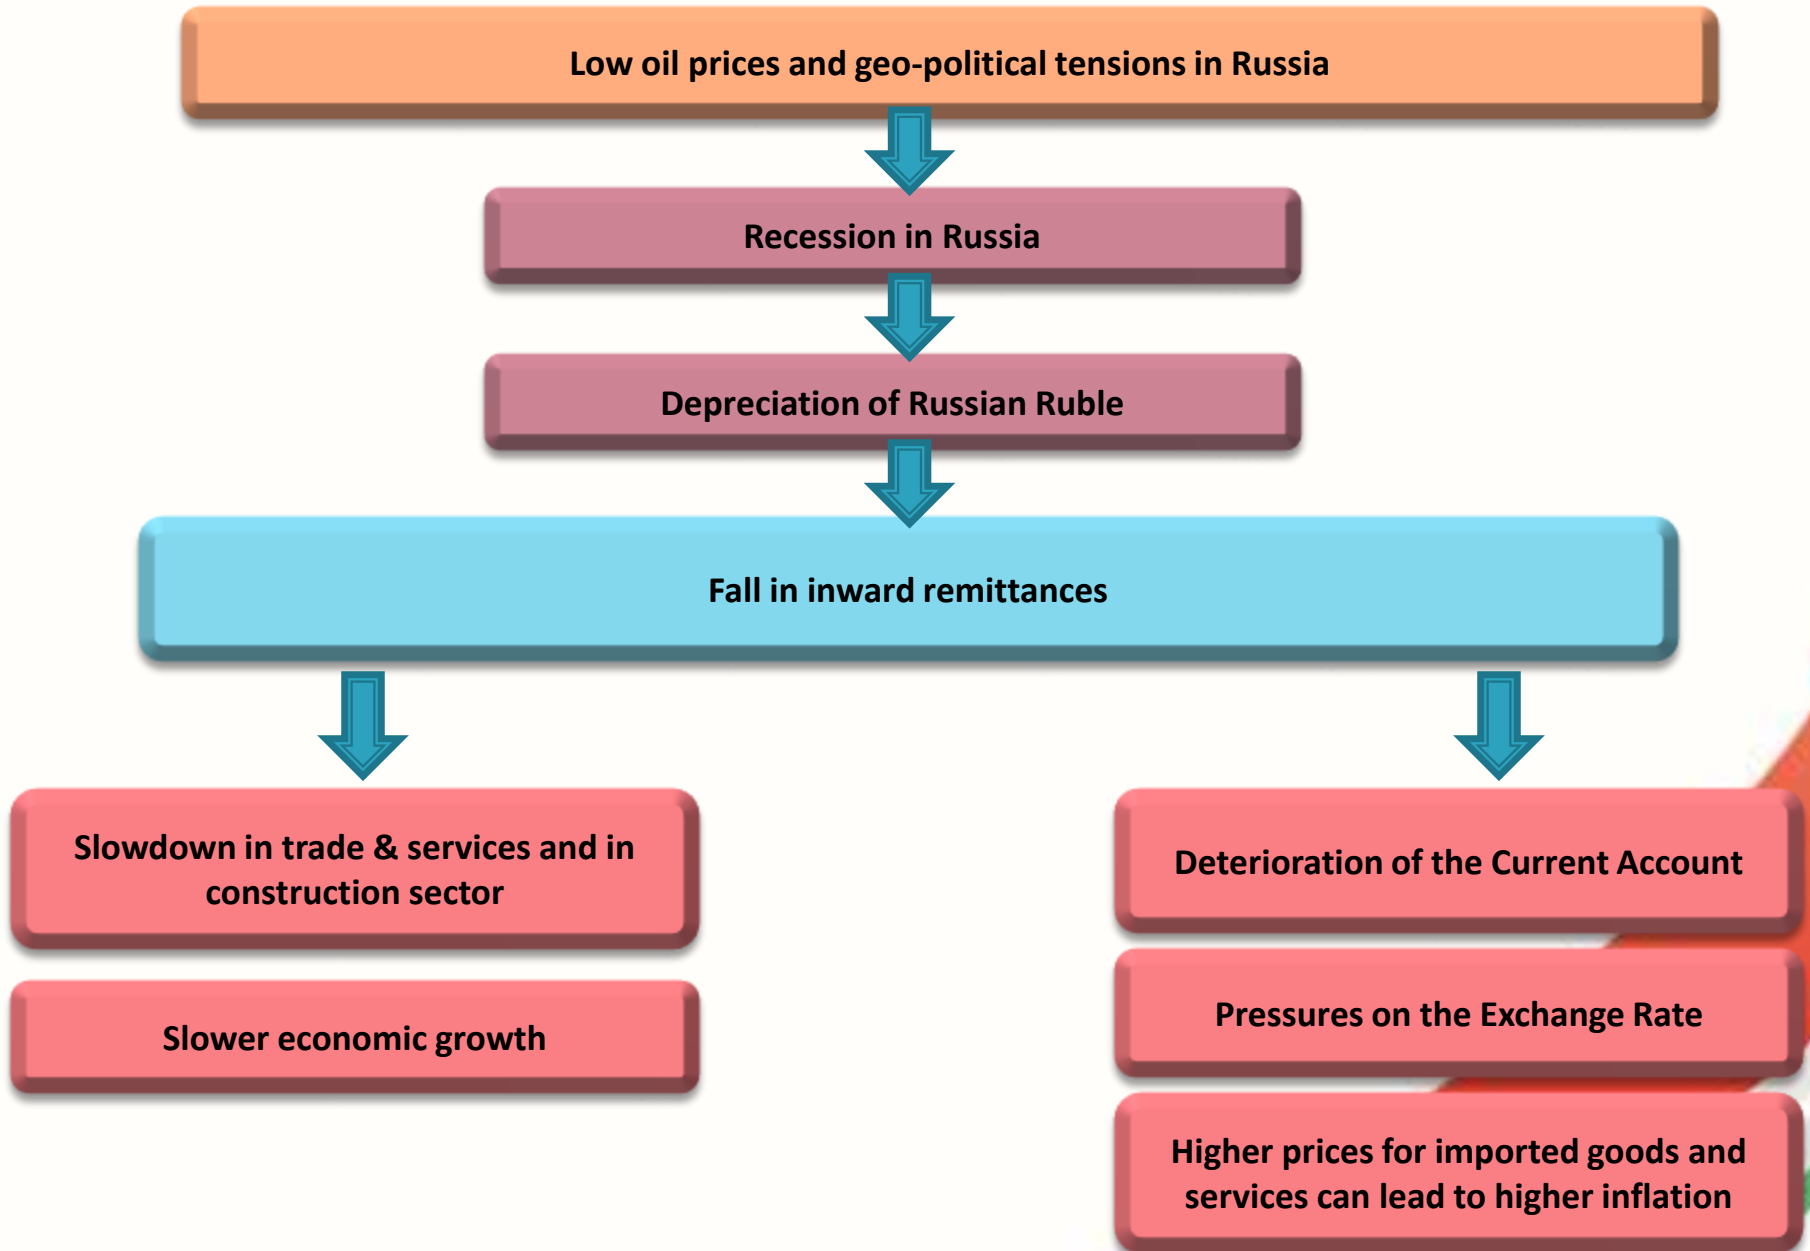 Low oil prices and geo-political tensions in Russia
Recession in Russia
Depreciation of Russian Ruble
Fall in inward remittances
Slowdown in trade & services and in
construction sector
Slower economic growth
Deterioration of the Current Account
Pressures on the Exchange Rate
Higher prices for imported goods and
services can lead to higher inflation